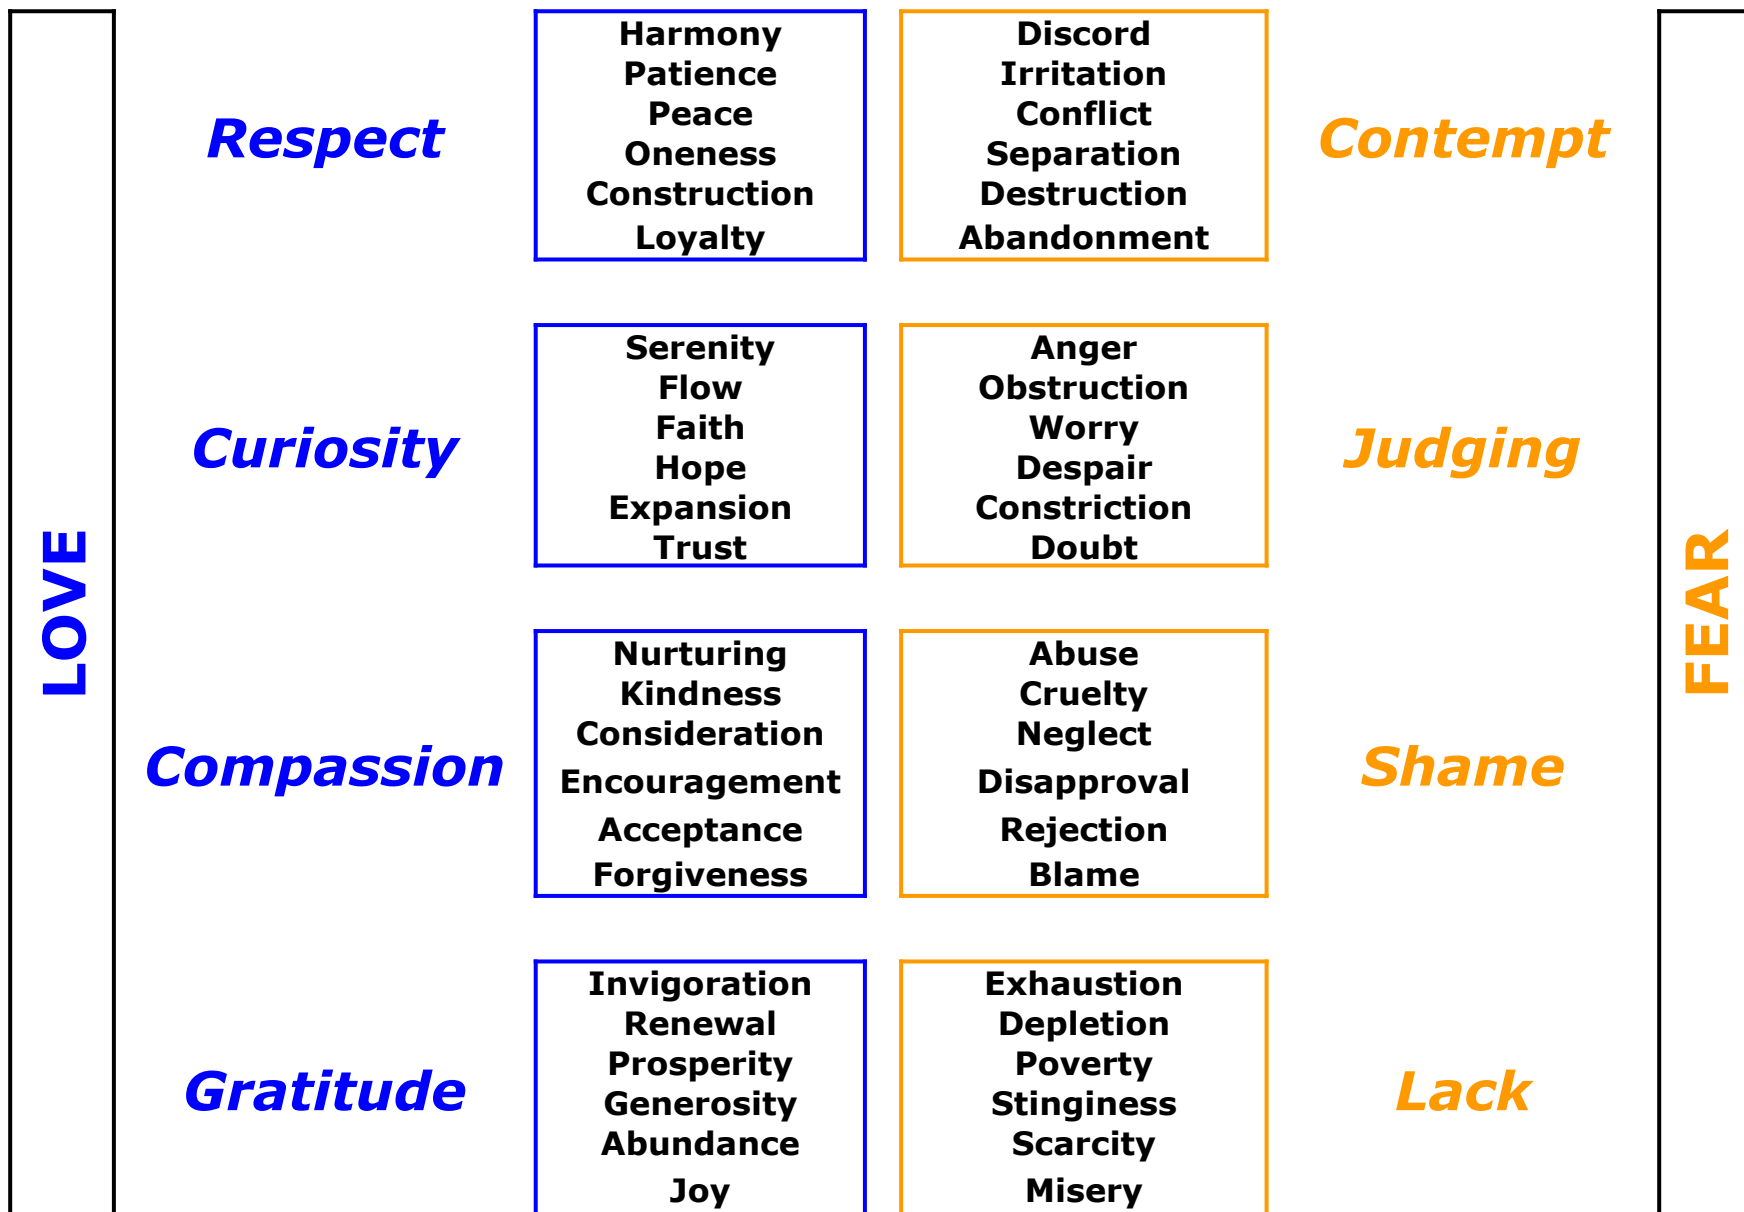 LOVE
Respect
Harmony
Patience
Peace
Oneness
Construction
Loyalty
Discord
Irritation
Conflict
Separation
Destruction
Abandonment
Contempt
Curiosity
Serenity
Flow
Faith
Hope
Expansion
Trust
Anger
Obstruction
Worry
Despair
Constriction
Doubt
Judging
Compassion
Nurturing
Kindness
Consideration
Encouragement
Acceptance
Forgiveness
Abuse
Cruelty
Neglect
Disapproval
Rejection
Blame
Shame
Gratitude
Invigoration
Renewal
Prosperity
Generosity
Abundance
Joy
Exhaustion
Depletion
Poverty
Stinginess
Scarcity
Misery
Lack
FEAR